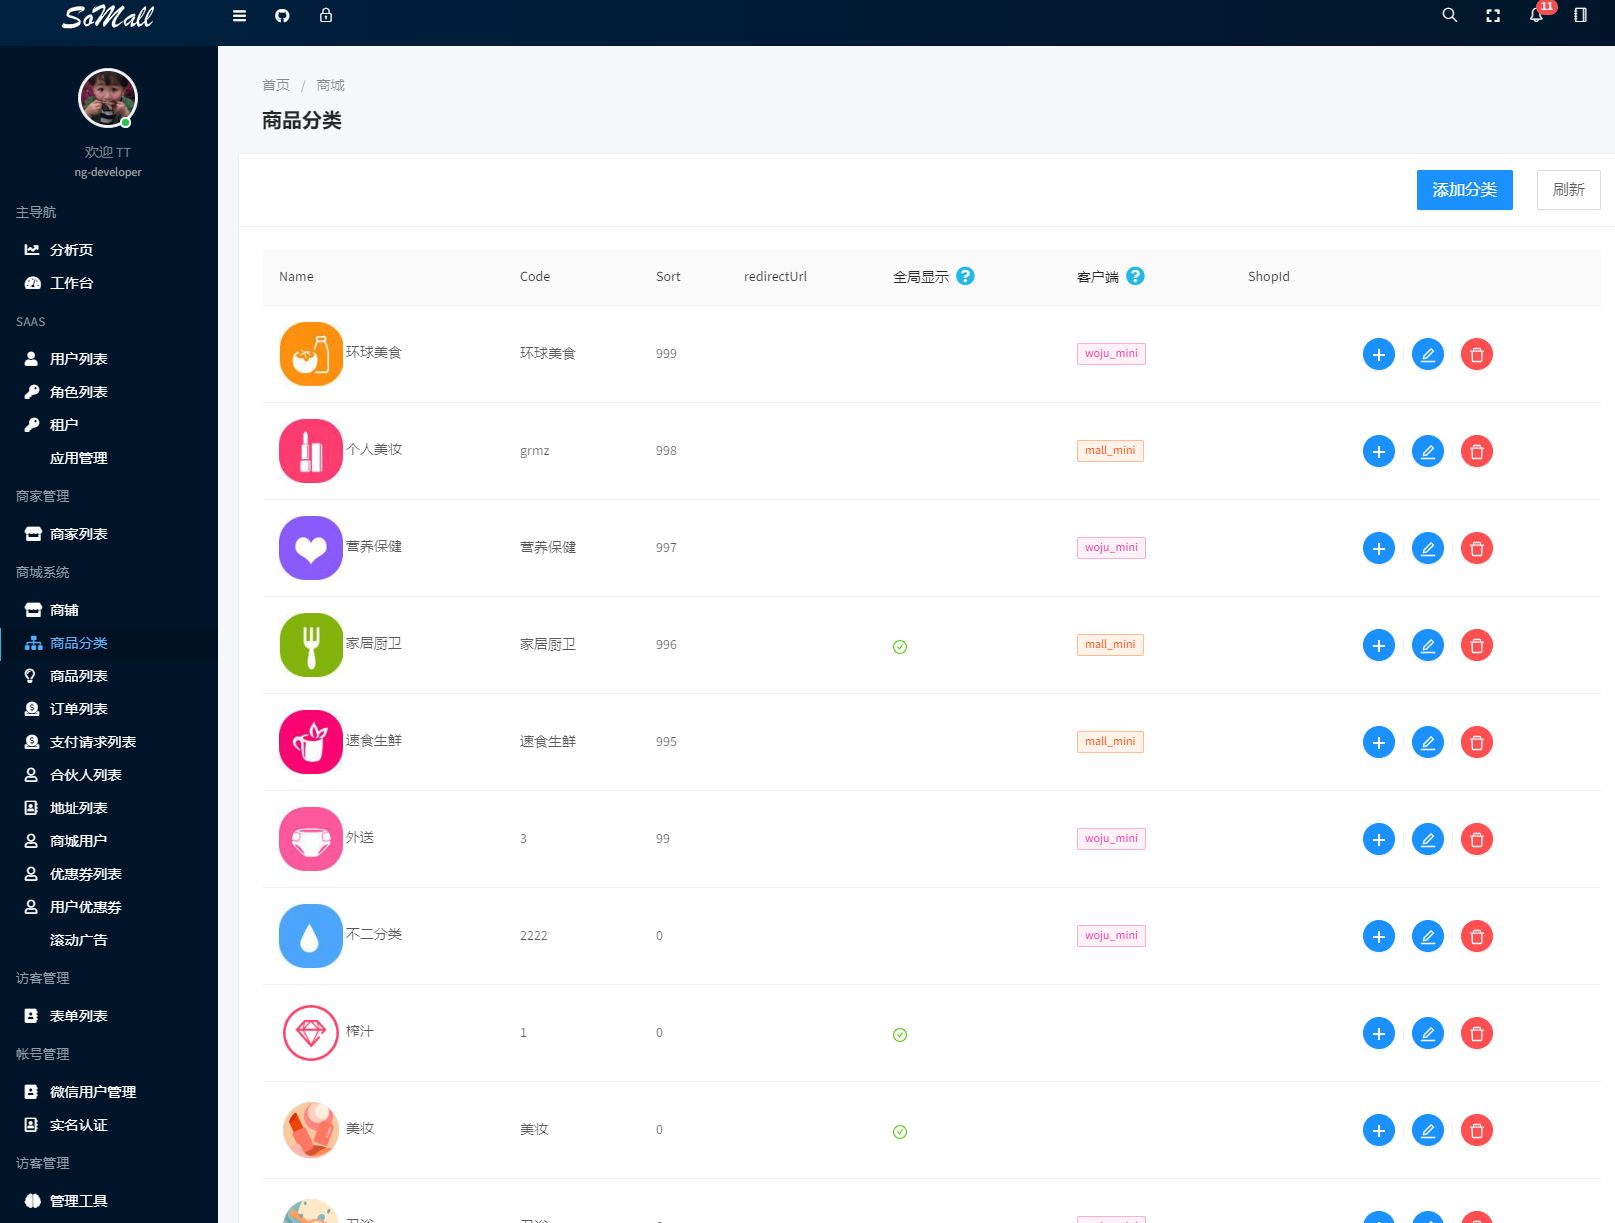 SoMall
11
欢迎 TT
ng-developer
主导航
分析页
工作台
SAAS
用户列表
角色列表
租户
应用管理
商家管理
商家列表
商城系统
商铺
商品分类
商品列表
订单列表
支付请求列表
合伙人列表
地址列表
商城用户
优惠券列表
用户优惠券
滚动广告
访客管理
表单列表
帐号管理
微信用户管理
实名认证
访客管理
管理工具
首页 / 商城
商品分类
添加分类 刷新
Name Code Sort redirectUrl 全局显示 ? 客户端 ? ShopId
环球美食 环球美食 999 woju_mini
个人美妆 grmz 998 mall_mini
营养保健 营养保健 997 woju_mini
家居厨卫 家居厨卫 996 mall_mini
速食生鲜 速食生鲜 995 mall_mini
外送 3 99 woju_mini
不二分类 2222 0 woju_mini
榨汁 1 0
美妆 美妆 0